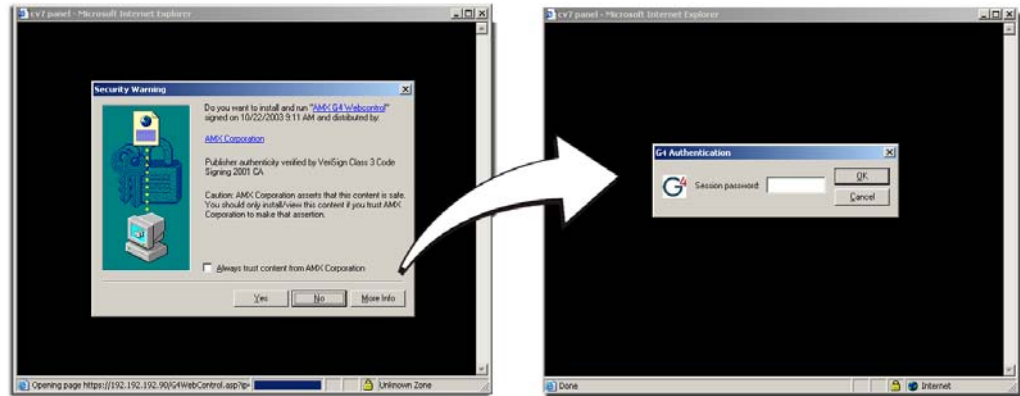 cv7 panel - Microsoft Internet Explorer
Security Warning
Do you want to install and run "AMX G4 Webcontrol"
signed on 10/22/2003 9:11 AM and distributed by:
AMX Corporation
Publisher authenticity verified by VeriSign Class 3 Code
Signing 2001 CA
Caution: AMX Corporation asserts that this content is safe.
You should only install/view this content if you trust AMX
Corporation to make that assertion.
Always trust content from AMX Corporation
Yes
No
More Info
Opening page https://192.192.192.90/G4WebControl.asp?ip=
Unknown Zone
cv7 panel - Microsoft Internet Explorer
G4 Authentication
G4
Session password:
OK
Cancel
Done
Internet